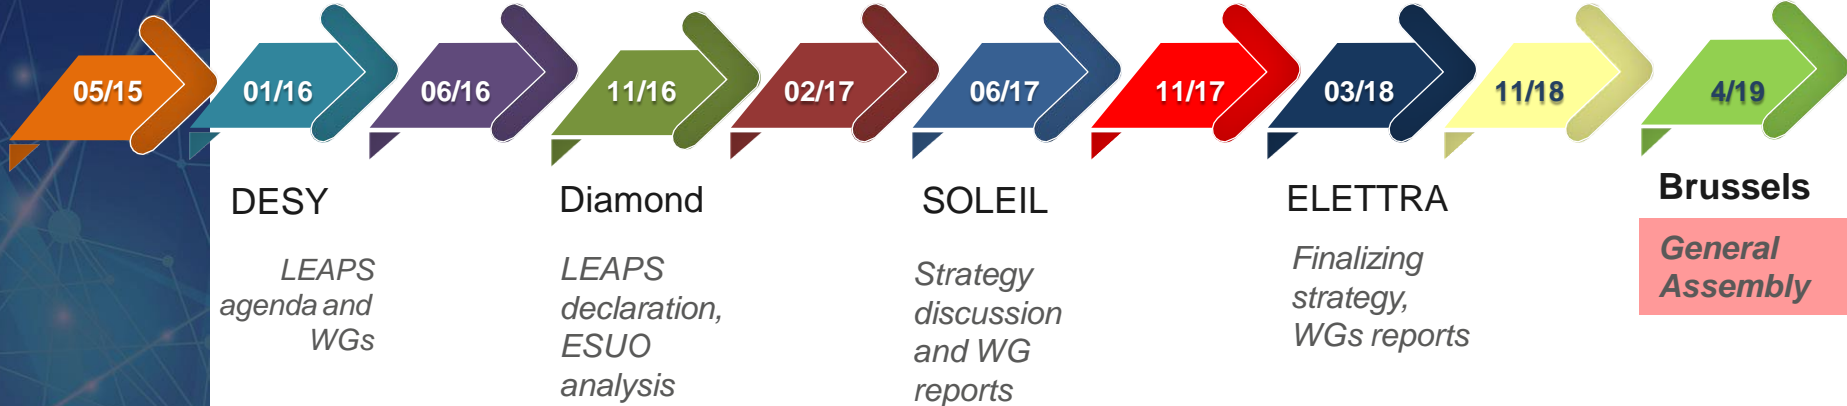 05/15
01/16
06/16
11/16
02/17
06/17
11/17
03/18
11/18
4/19
DESY
LEAPS
agenda and
WGs
Diamond
LEAPS
declaration,
ESUO
analysis
SOLEIL
Strategy
discussion
and WG
reports
ELETTRA
Finalizing
strategy,
WGs reports
Brussels
General
Assembly